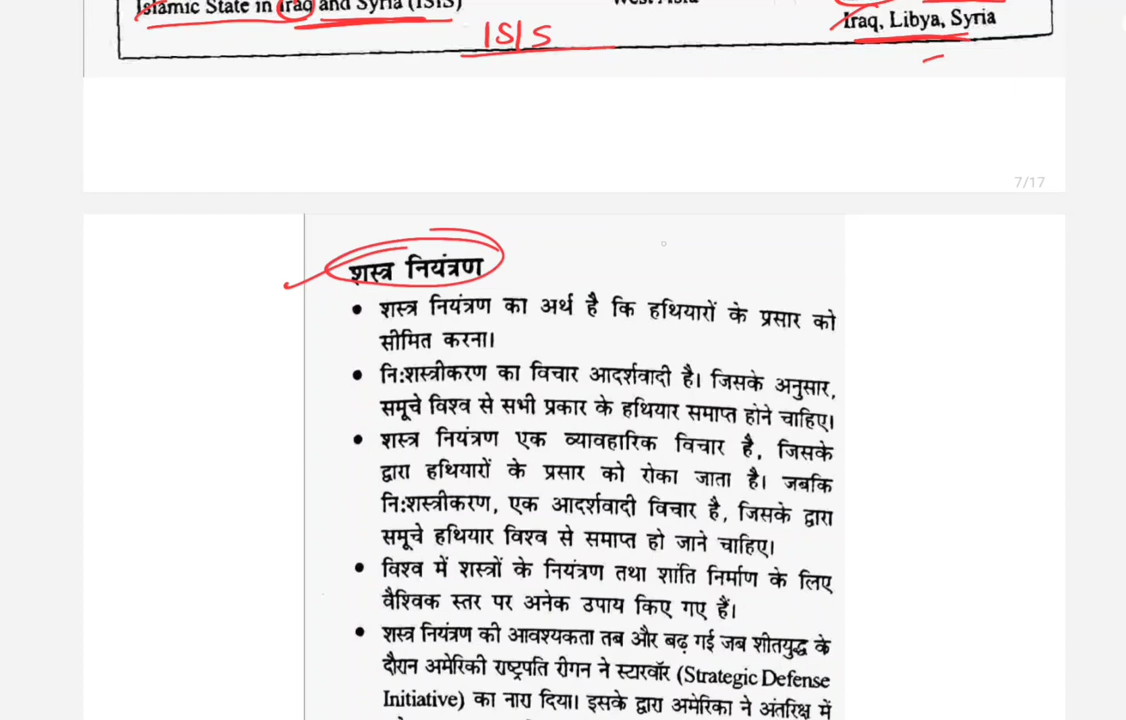 Islamic State in Iraq and Syria (ISIS)
Iraq, Libya, Syria
ISIS
7/17
शस्त्र नियंत्रण
• शस्त्र नियंत्रण का अर्थ है कि हथियारों के प्रसार को
सीमित करना।
• नि:शस्त्रीकरण का विचार आदर्शवादी है। जिसके अनुसार,
समूचे विश्व से सभी प्रकार के हथियार समाप्त होने चाहिए।
• शस्त्र नियंत्रण एक व्यावहारिक विचार है, जिसके
द्वारा हथियारों के प्रसार को रोका जाता है। जबकि
नि:शस्त्रीकरण, एक आदर्शवादी विचार है, जिसके द्वारा
समूचे हथियार विश्व से समाप्त हो जाने चाहिए।
• विश्व में शस्त्रों के नियंत्रण तथा शांति निर्माण के लिए
वैश्विक स्तर पर अनेक उपाय किए गए हैं।
• शस्त्र नियंत्रण की आवश्यकता तब और बढ़ गई जब शीतयुद्ध के
दौरान अमेरिकी राष्ट्रपति रीगन ने स्टारवॉर (Strategic Defense
Initiative) का नारा दिया। इसके द्वारा अमेरिका ने अंतरिक्ष में